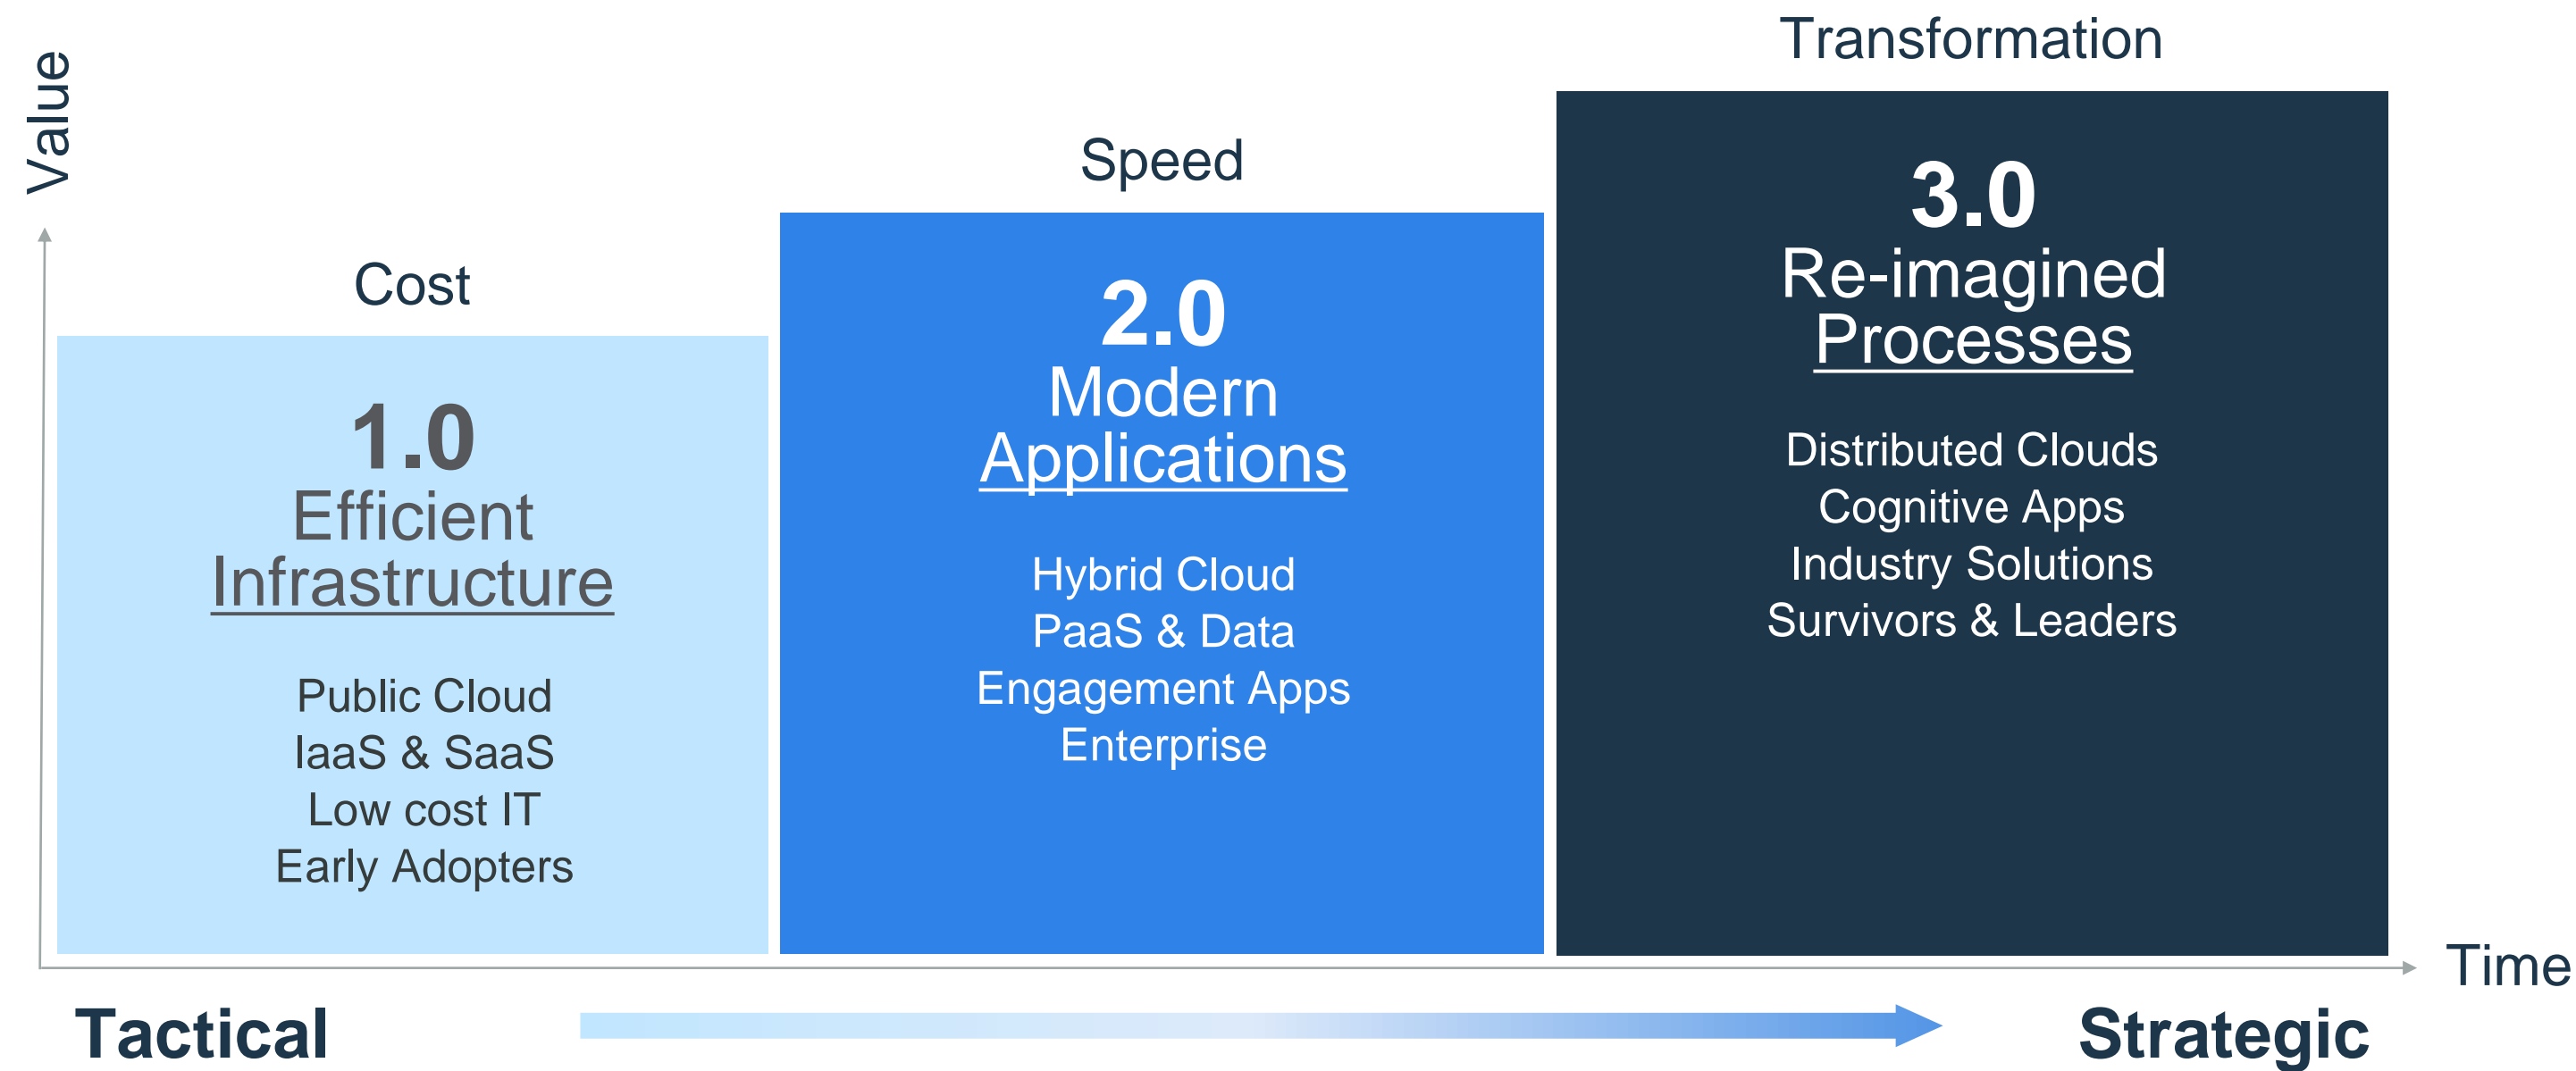 Value
Cost
1.0
Efficient
Infrastructure
Public Cloud
IaaS & SaaS
Low cost IT
Early Adopters
Speed
2.0
Modern
Applications
Hybrid Cloud
PaaS & Data
Engagement Apps
Enterprise
Transformation
3.0
Re-imagined
Processes
Distributed Clouds
Cognitive Apps
Industry Solutions
Survivors & Leaders
Time
Tactical
Strategic